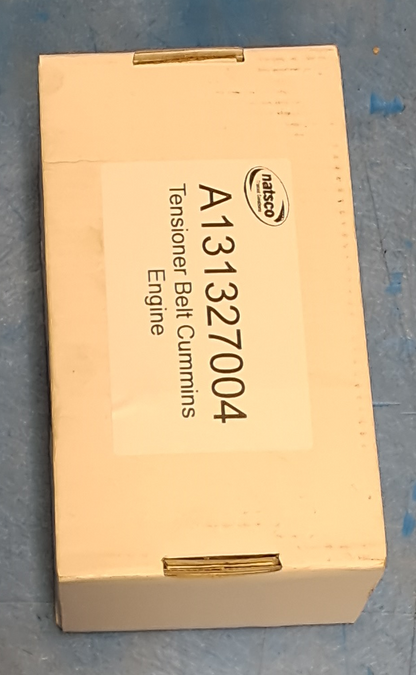 natsco
A131327004
Tensioner Belt Cummins
Engine